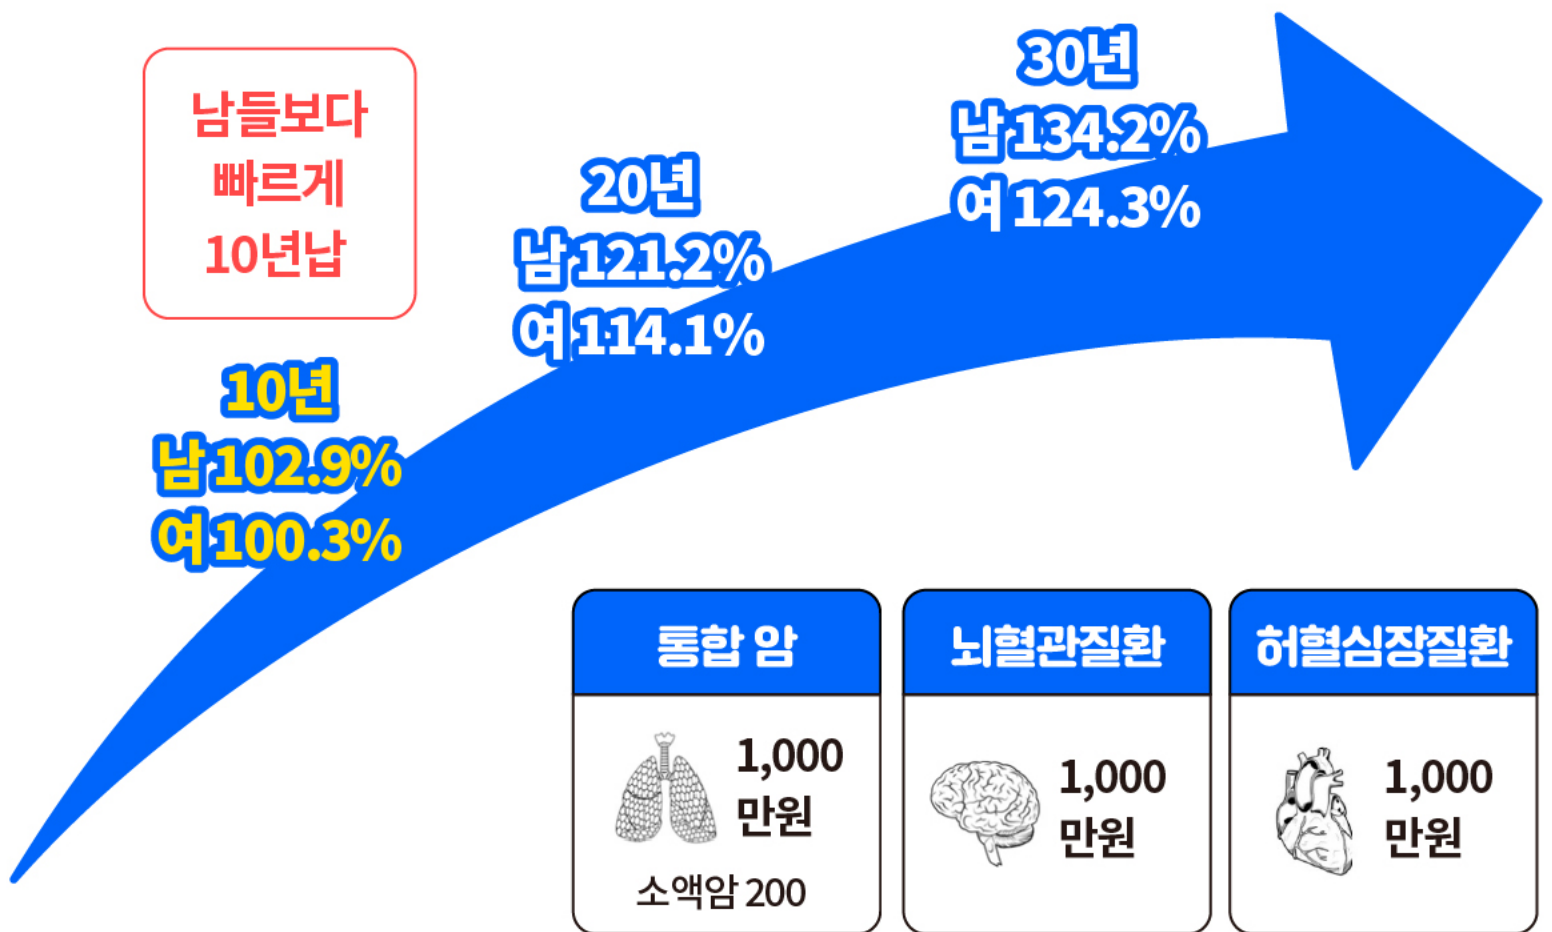 남들보다
빠르게
10년납
30년
남 134.2%
여 124.3%
20년
남 121.2%
여 114.1%
10년
남 102.9%
여 100.3%
통합 암
1,000
만원
소액암 200
뇌혈관질환
1,000
만원
허혈심장질환
1,000
만원